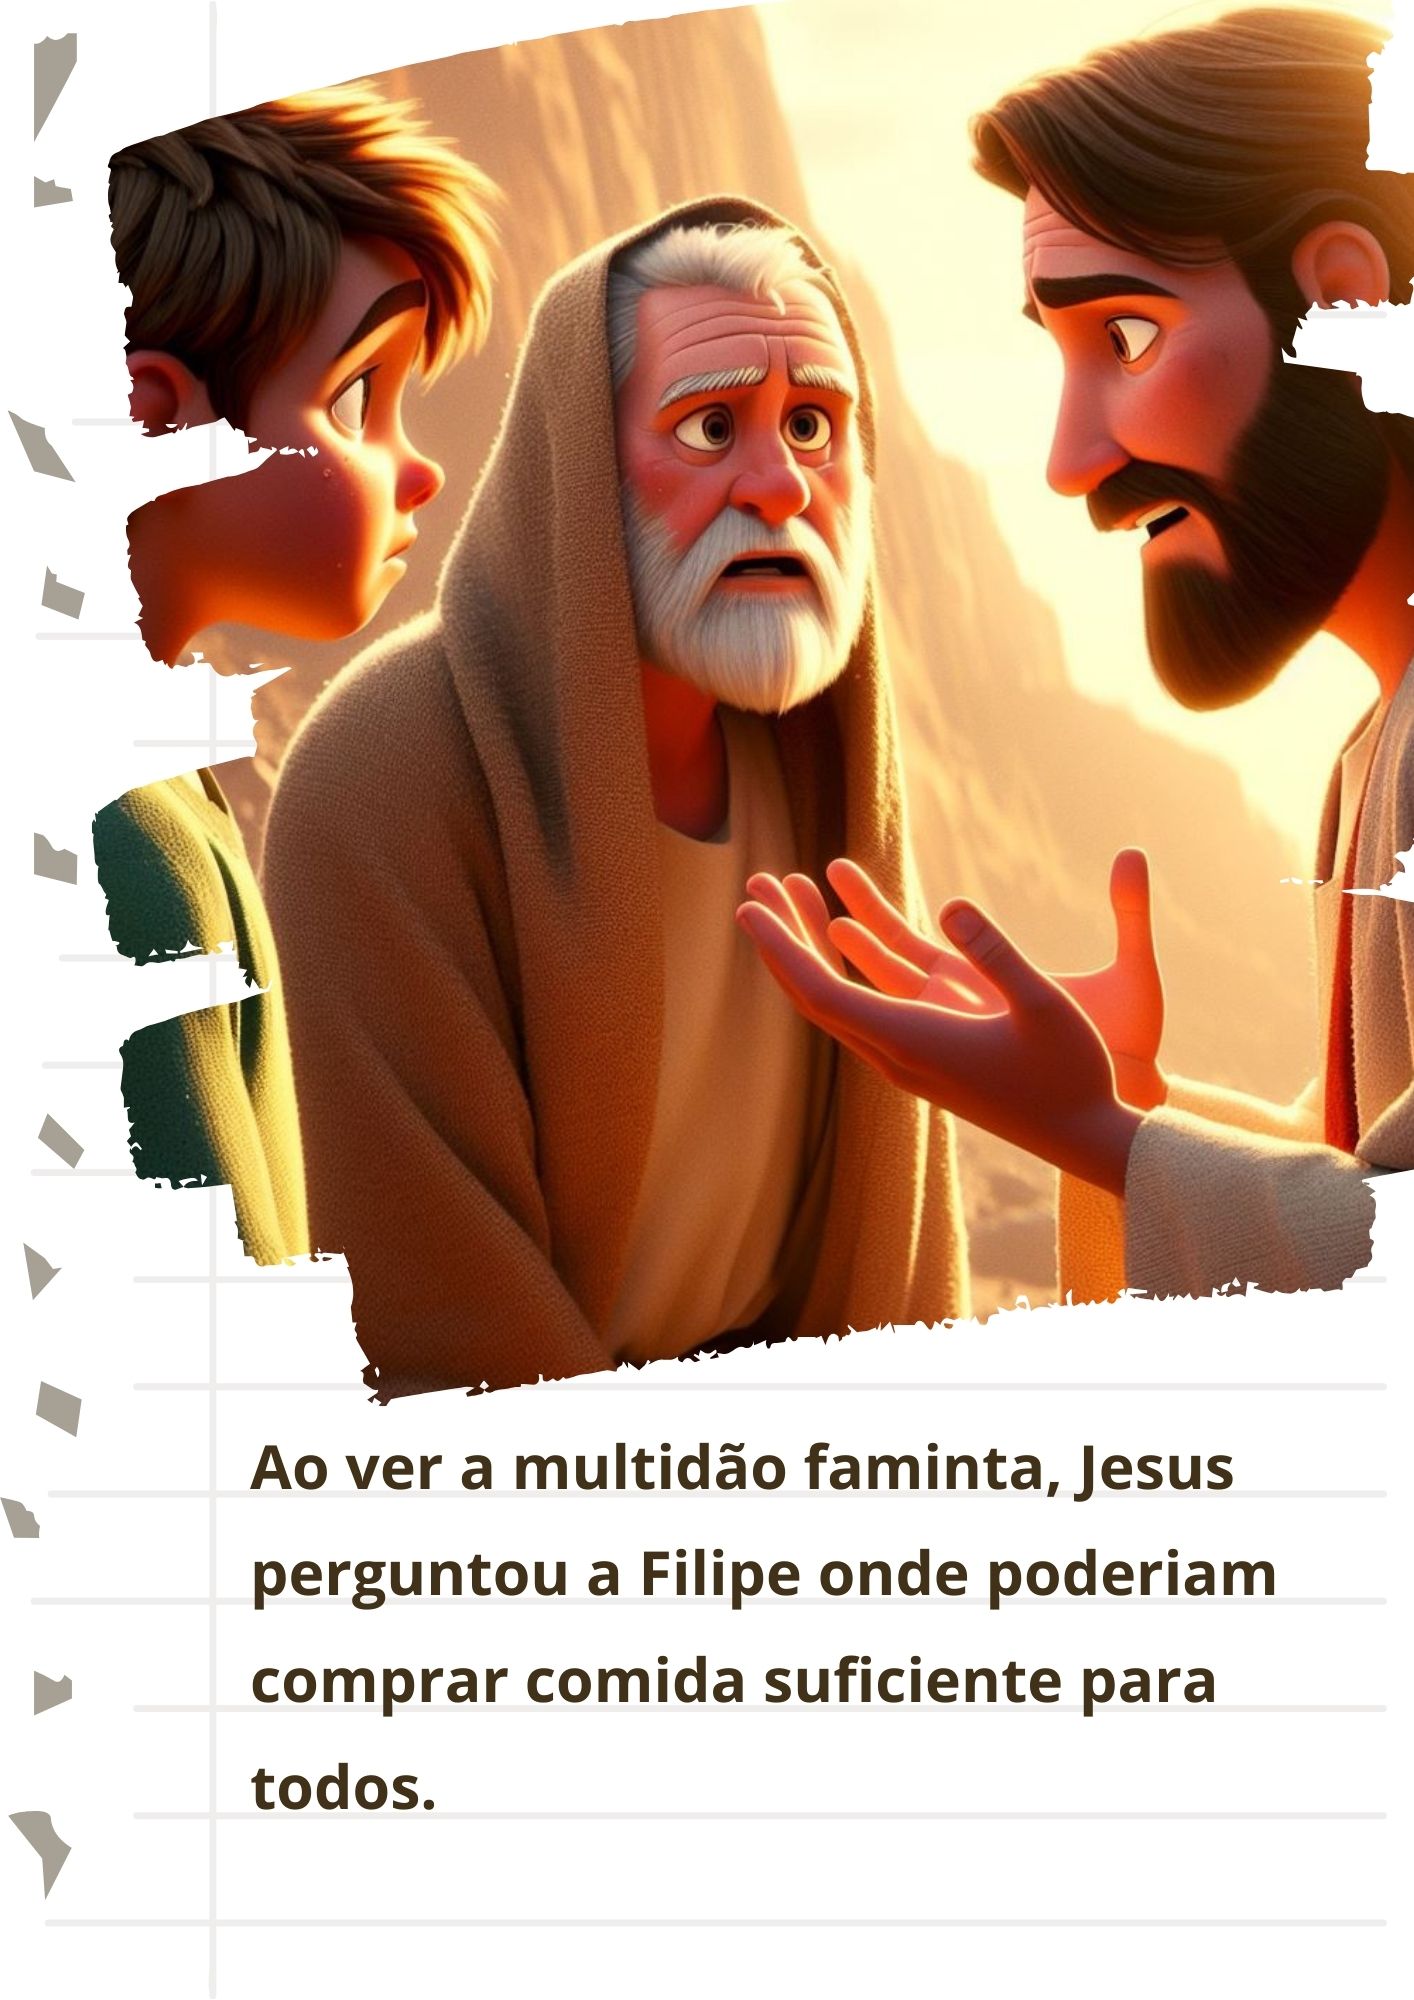 Ao ver a multidão faminta, Jesus
perguntou a Filipe onde poderiam
comprar comida suficiente para
todos.